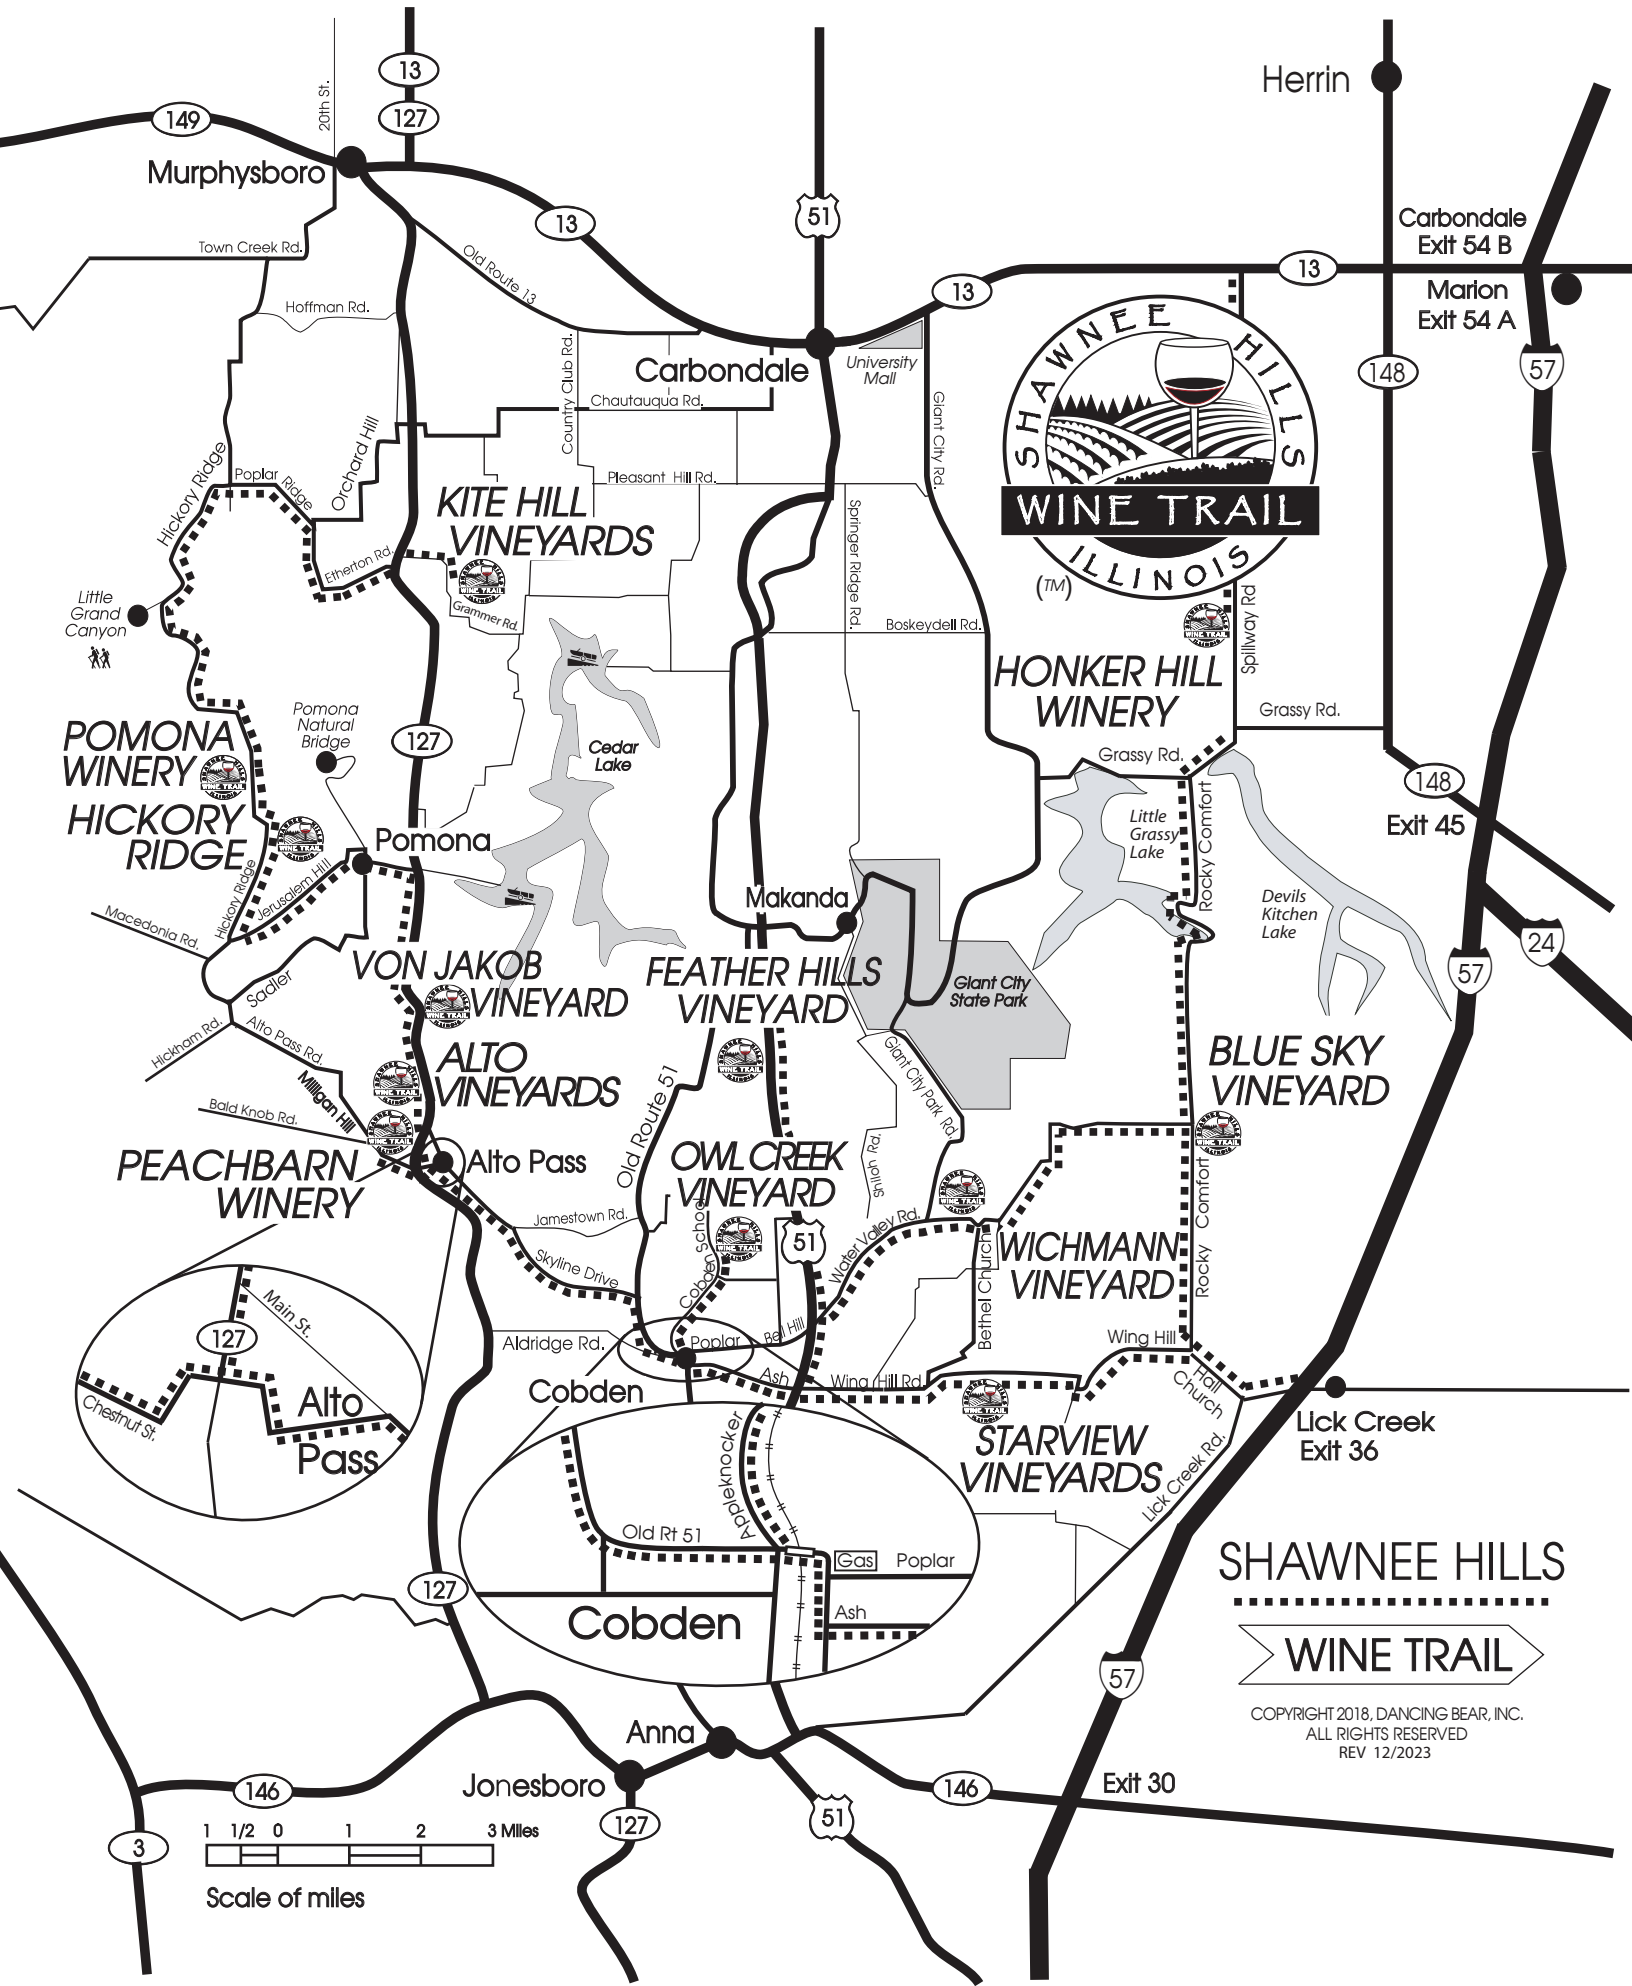 13
127
149
20th St.
Murphysboro
13
51
Herrin
Carbondale
Exit 54 B
13
13
Marion
Exit 54 A
Town Creek Rd.
Old Route 13
Hoffman Rd.
Country Club Rd.
Carbondale
University
Mall
Giant City Rd.
Chautauqua Rd.
148
57
SHAWNEE HILLS
WINE TRAIL
ILLINOIS
(TM)
Hickory Ridge
Poplar Ridge
Orchard Hill
Pleasant Hill Rd.
KITE HILL
VINEYARDS
Springer Ridge Rd.
Etherton Rd.
Grammer Rd.
Boskeydell Rd.
Little
Grand
Canyon
Spillway Rd
HONKER HILL
WINERY
Grassy Rd.
Grassy Rd.
Pomona
Natural
Bridge
127
POMONA
WINERY
HICKORY
RIDGE
Cedar
Lake
148
Exit 45
Little
Grassy
Lake
Rocky Comfort
Pomona
Hickory Ridge
Jerusalem Hill
Macedonia Rd.
Makanda
Devils
Kitchen
Lake
24
57
VON JAKOB
VINEYARD
FEATHER HILLS
VINEYARD
Giant City
State Park
Sadler
Hickham Rd.
Alto Pass Rd.
Milligan Hill
Bald Knob Rd.
ALTO
VINEYARDS
Old Route 51
Giant City Park Rd.
BLUE SKY
VINEYARD
PEACHBARN
WINERY
Alto Pass
OWL CREEK
VINEYARD
Shiloh Rd.
Rocky Comfort
Jamestown Rd.
Skyline Drive
Cobden School
51
Water Valley Rd.
Bethel Church
WICHMANN
VINEYARD
Main St.
127
Alto
Pass
Chestnut St.
Aldridge Rd.
Poplar
Bell Hill
Cobden
Ash
Wing Hill Rd.
Wing Hill
Hall
Church
Lick Creek
Exit 36
STARVIEW
VINEYARDS
Lick Creek Rd.
Appleknocker
Old Rt 51
Gas
Poplar
Ash
Cobden
127
SHAWNEE HILLS
WINE TRAIL
57
COPYRIGHT 2018, DANCING BEAR, INC.
ALL RIGHTS RESERVED
REV 12/2023
Anna
Jonesboro
146
146
Exit 30
3
127
51
1 1/2 0 1 2 3 Miles
Scale of miles